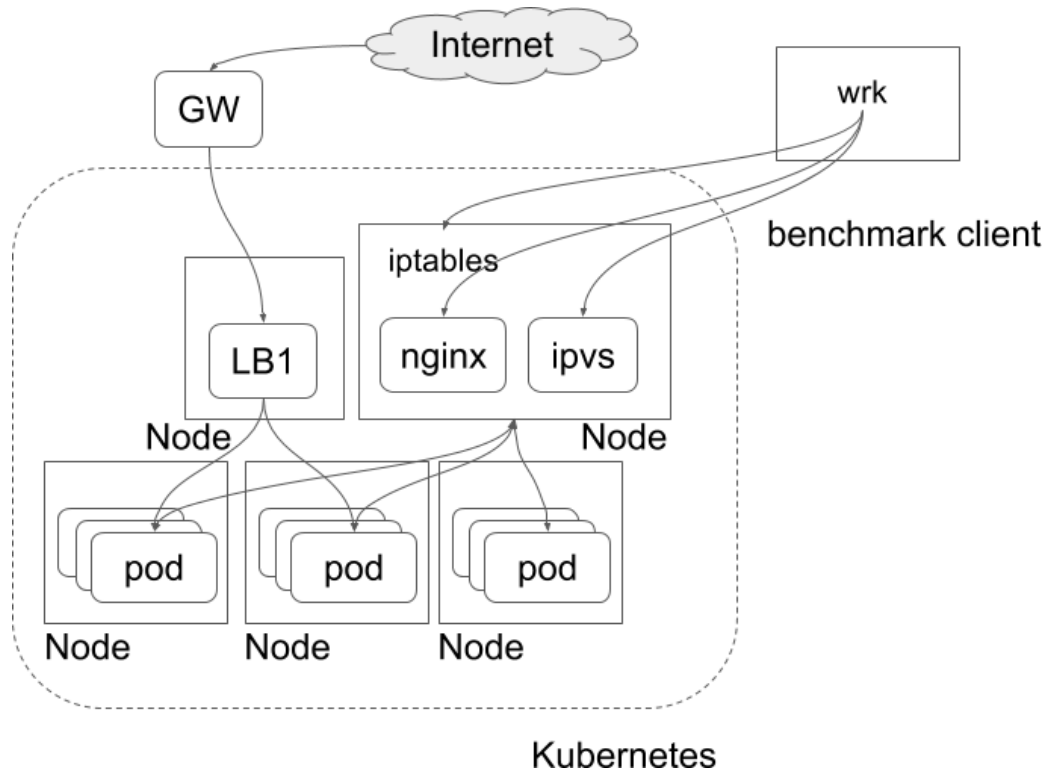 Internet
GW
wrk
benchmark client
iptables
LB1
nginx
ipvs
Node
Node
pod
pod
pod
Node
Node
Node
Kubernetes